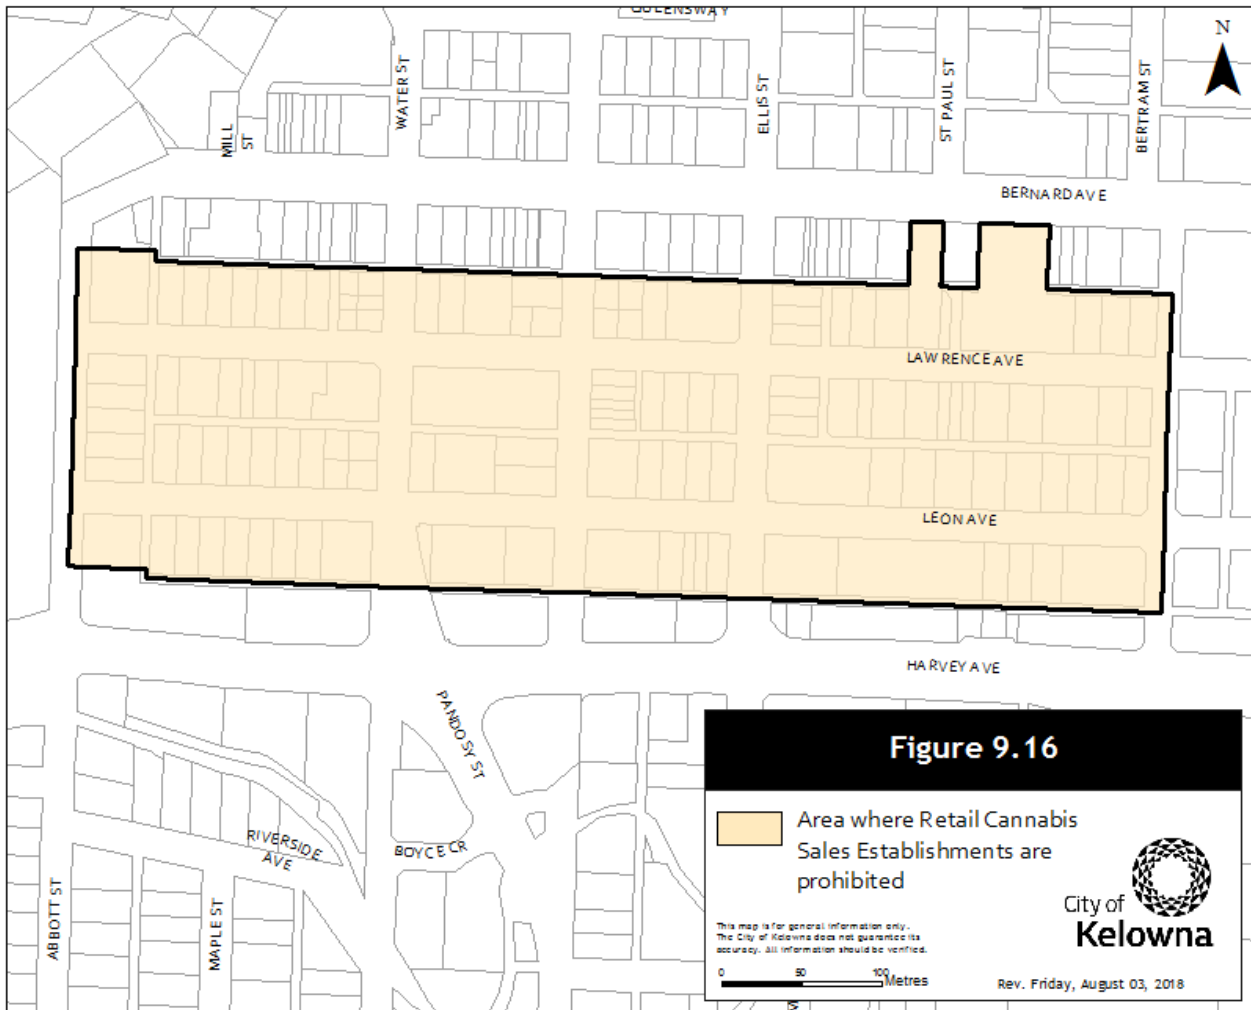 QUEENSWAY
N
WATER ST
ELLIS ST
ST PAUL ST
BERTRAM ST
MILL
ST
BERNARD AVE
LAWRENCE AVE
LEON AVE
HARVEY AVE
PANDOSY ST
RIVERSIDE
AVE
BOYCE CR
ABBOTT ST
MAPLE ST
Figure 9.16
Area where Retail Cannabis
Sales Establishments are
prohibited
City of
Kelowna
This map is for general information only.
The City of Kelowna does not guarantee its
accuracy. All information should be verified.
0 50 100 Metres
Rev. Friday, August 03, 2018